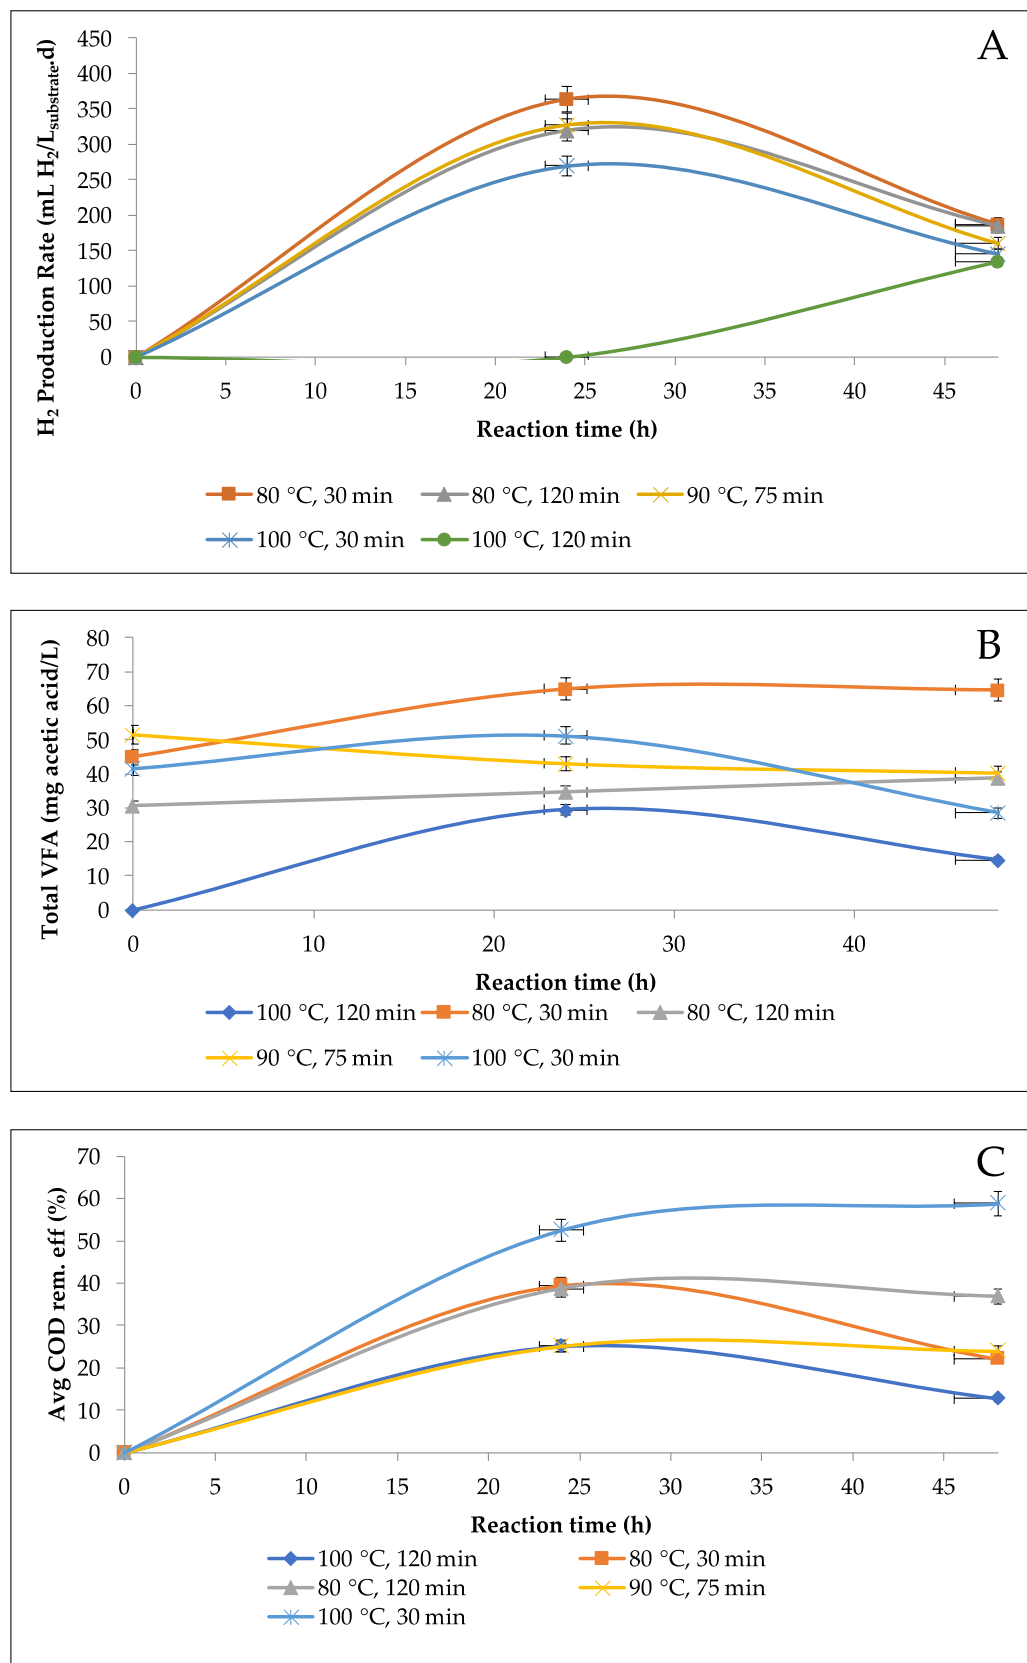 A
H₂ Production Rate (mL H₂/Lsubstrate·d)
450
400
350
300
250
200
150
100
50
0
0 5 10 15 20 25 30 35 40 45
Reaction time (h)
80 °C, 30 min 80 °C, 120 min 90 °C, 75 min
100 °C, 30 min 100 °C, 120 min
B
Total VFA (mg acetic acid/L)
80
70
60
50
40
30
20
10
0
0 10 20 30 40
Reaction time (h)
100 °C, 120 min 80 °C, 30 min 80 °C, 120 min
90 °C, 75 min 100 °C, 30 min
C
Avg COD rem. eff (%)
70
60
50
40
30
20
10
0
0 5 10 15 20 25 30 35 40 45
Reaction time (h)
100 °C, 120 min 80 °C, 30 min
80 °C, 120 min 90 °C, 75 min
100 °C, 30 min